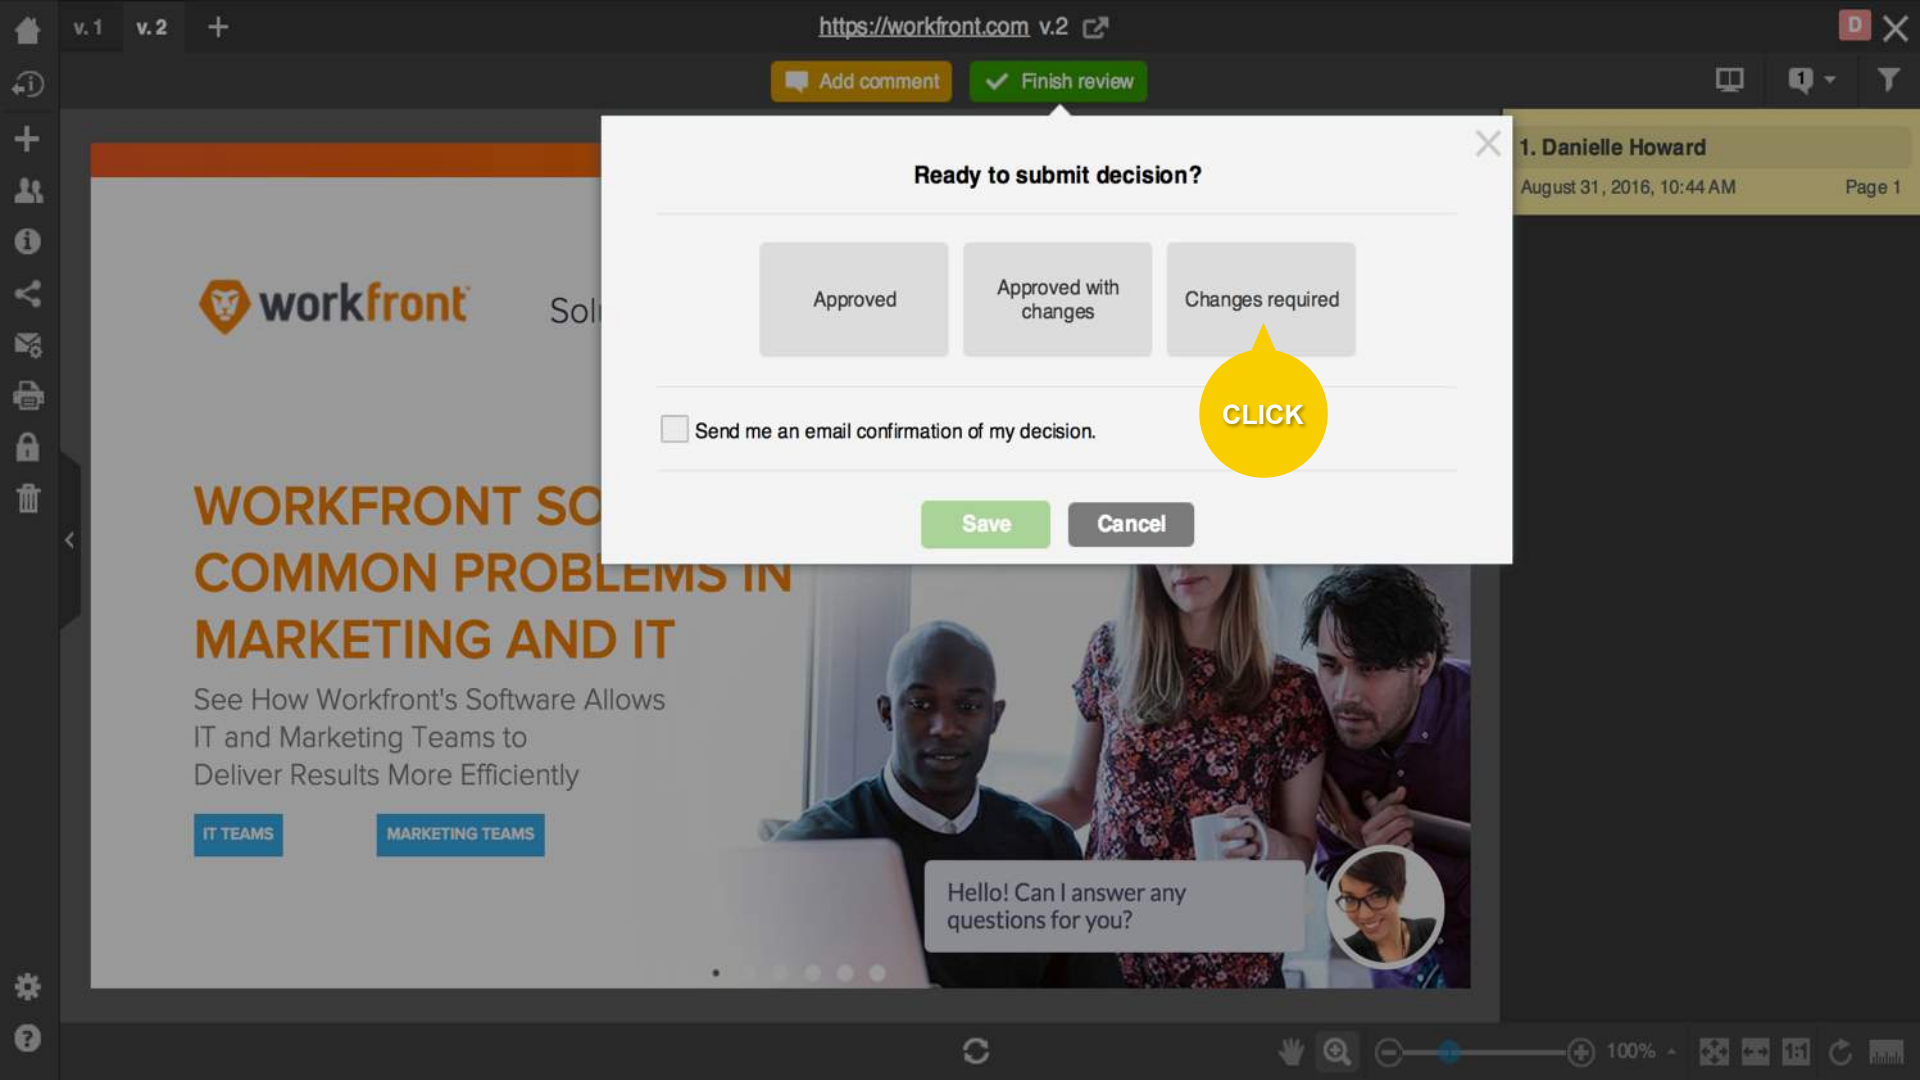 v. 1
v. 2
https://workfront.com v.2
D
Add comment
Finish review
1
Ready to submit decision?
Approved
Approved with
changes
Changes required
CLICK
Send me an email confirmation of my decision.
Save
Cancel
1. Danielle Howard
August 31, 2016, 10:44 AM
Page 1
workfront
Sol
WORKFRONT SO
COMMON PROBLEMS IN
MARKETING AND IT
See How Workfront's Software Allows
IT and Marketing Teams to
Deliver Results More Efficiently
IT TEAMS
MARKETING TEAMS
Hello! Can I answer any
questions for you?
100%
1:1